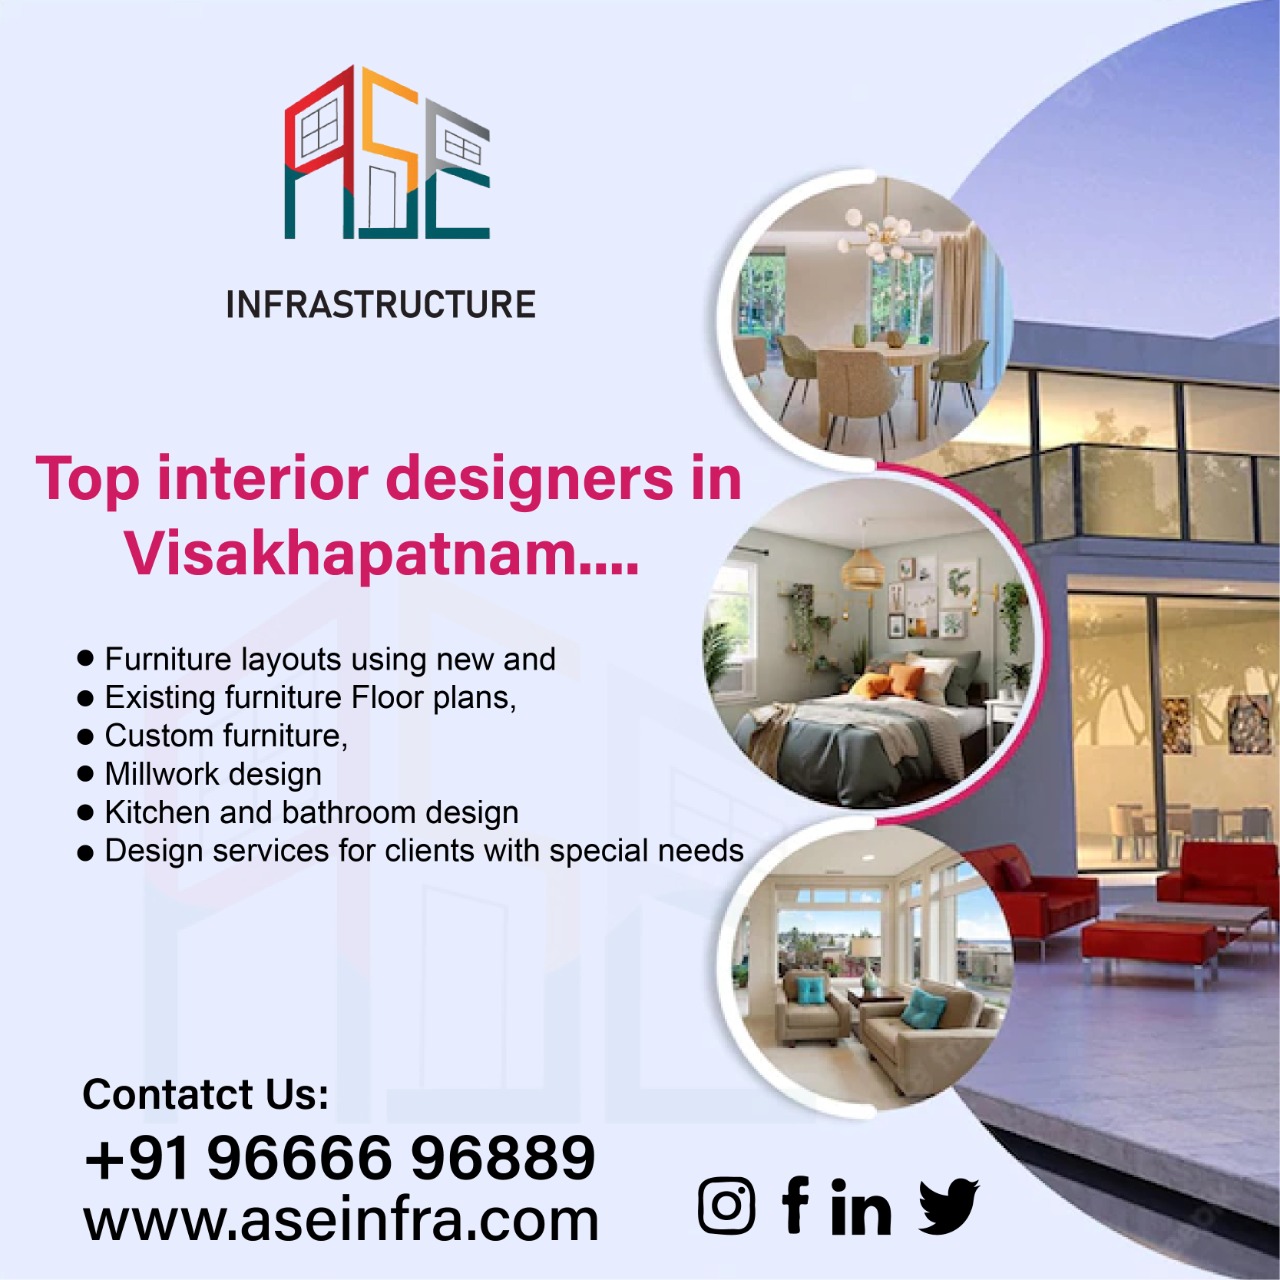 ASE
INFRASTRUCTURE
Top interior designers in
Visakhapatnam....
● Furniture layouts using new and
● Existing furniture Floor plans,
● Custom furniture,
● Millwork design
● Kitchen and bathroom design
● Design services for clients with special needs
Contatct Us:
+91 96666 96889
www.aseinfra.com